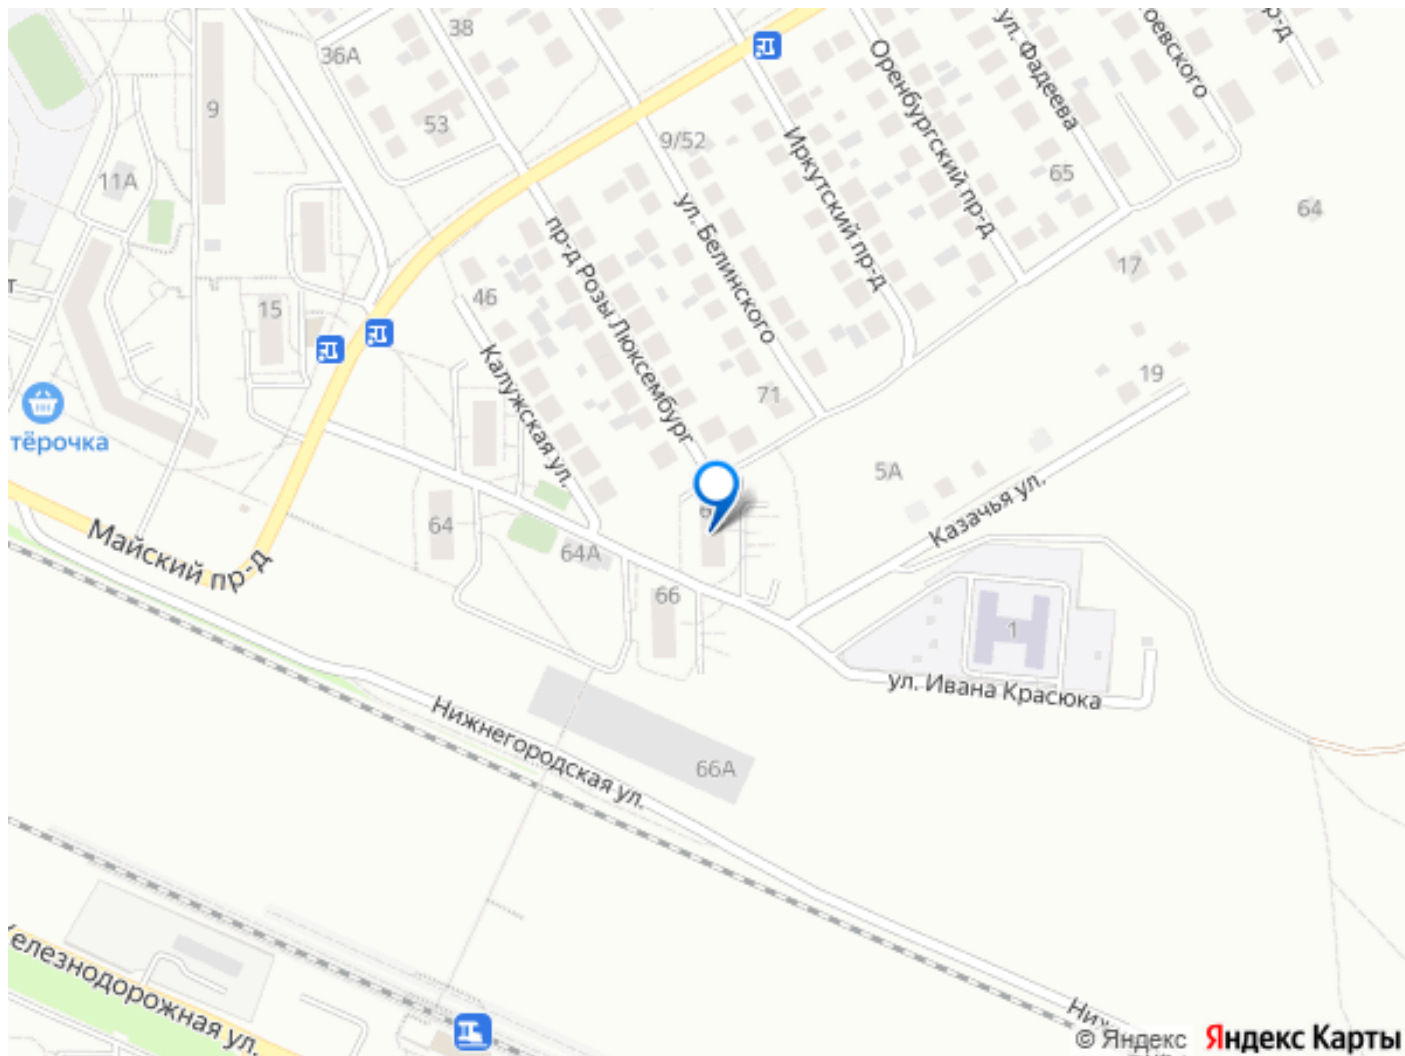 38
36А
9
53
11А
9/52
Оренбургский пр-д
ул. Фадеева
пр-д
Иркутский пр-д
65
64
17
ул. Белинского
пр-д Розы Люксембург
46
15
Калужская ул.
71
19
тёрочка
5А
Казачья ул.
64
64А
66
1
Майский пр-д
ул. Ивана Красюка
Нижнегородская ул.
66А
© Яндекс
Яндекс Карты